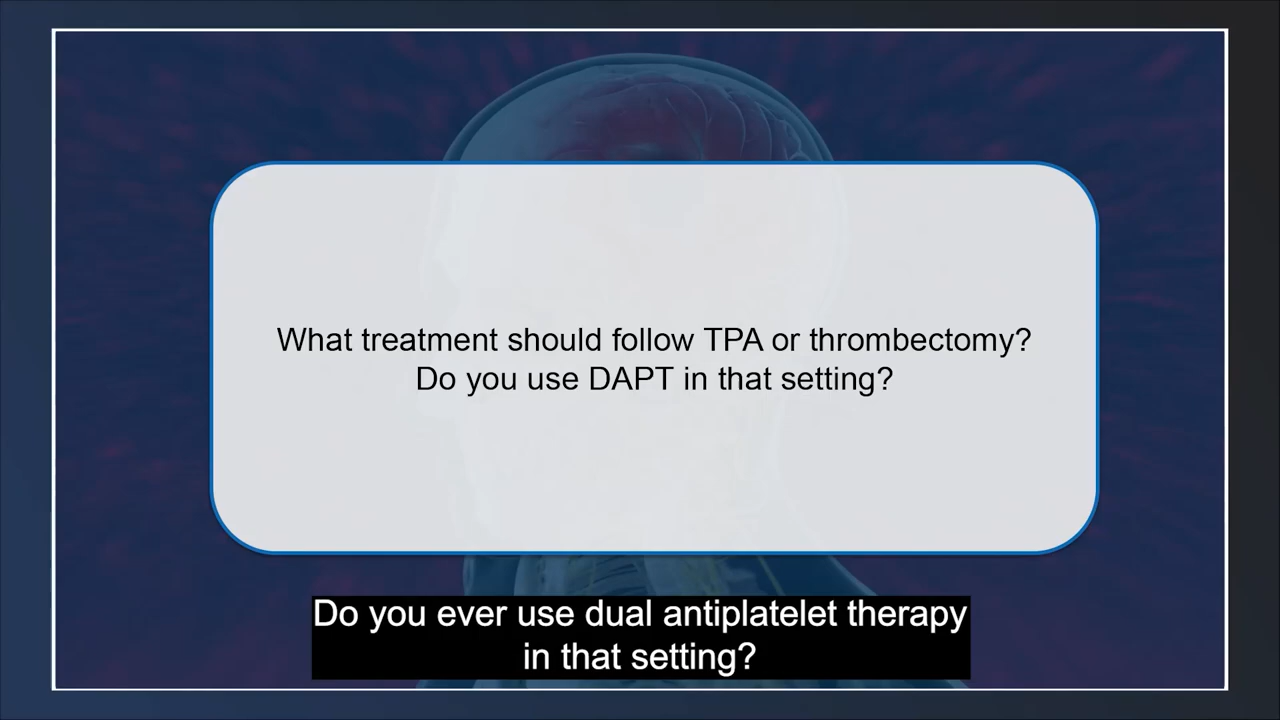 What treatment should follow TPA or thrombectomy?
Do you use DAPT in that setting?
Do you ever use dual antiplatelet therapy
in that setting?